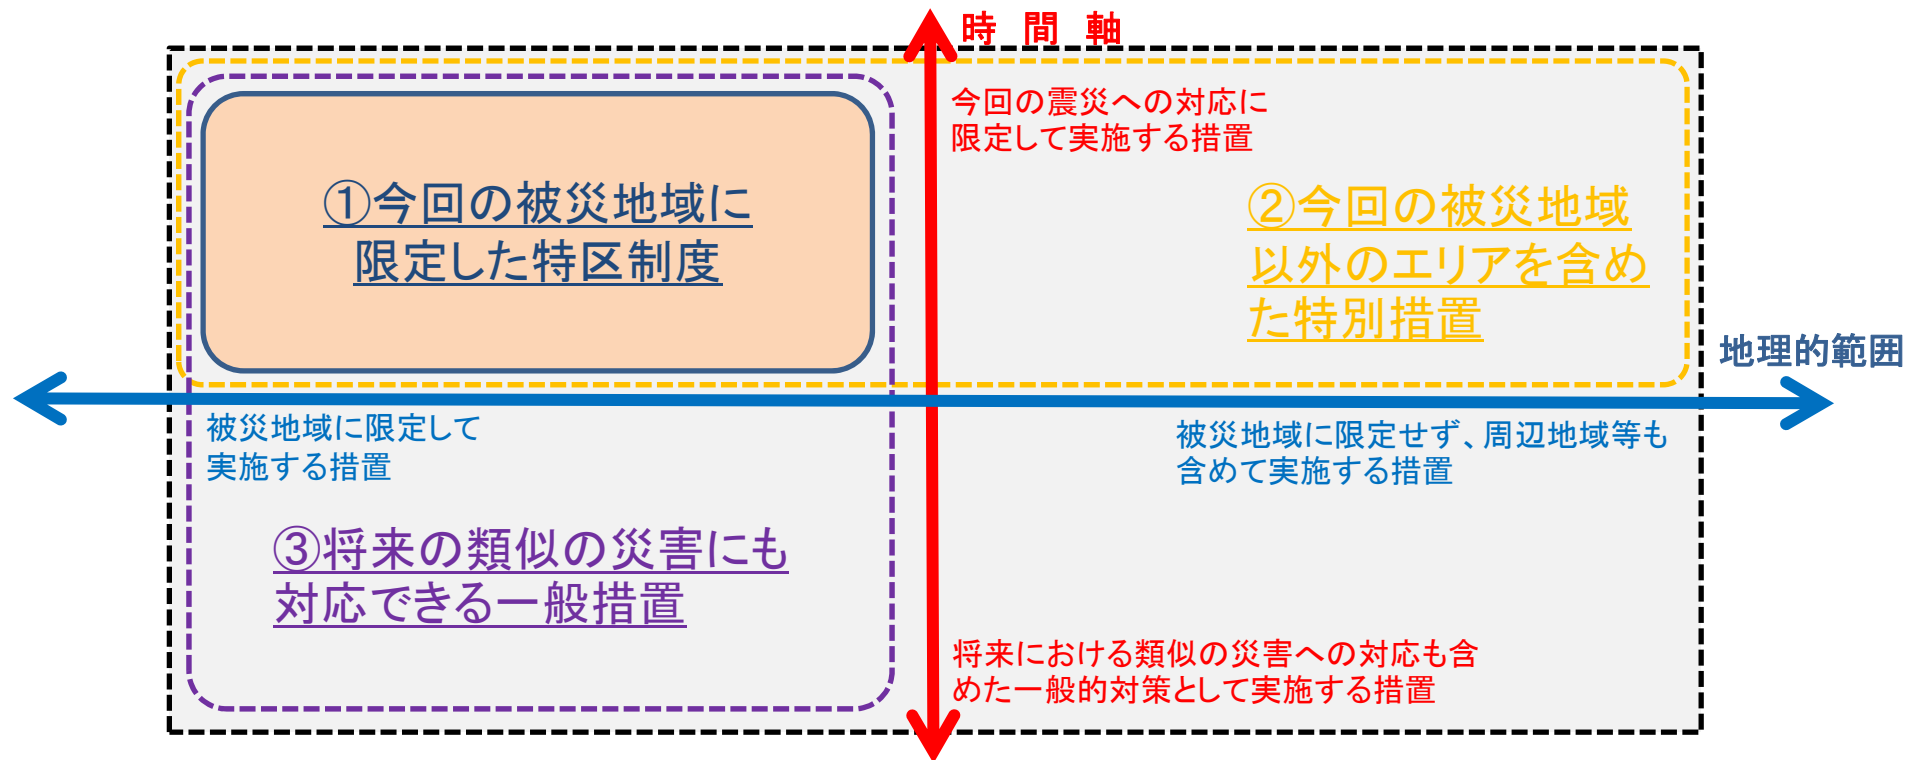 時 間 軸
今回の震災への対応に
限定して実施する措置
①今回の被災地域に
限定した特区制度
②今回の被災地域
以外のエリアを含め
た特別措置
地理的範囲
被災地域に限定して
実施する措置
被災地域に限定せず、周辺地域等も
含めて実施する措置
③将来の類似の災害にも
対応できる一般措置
将来における類似の災害への対応も含
めた一般的対策として実施する措置